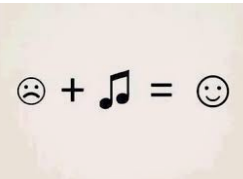 ☹ + ♫ = ☺